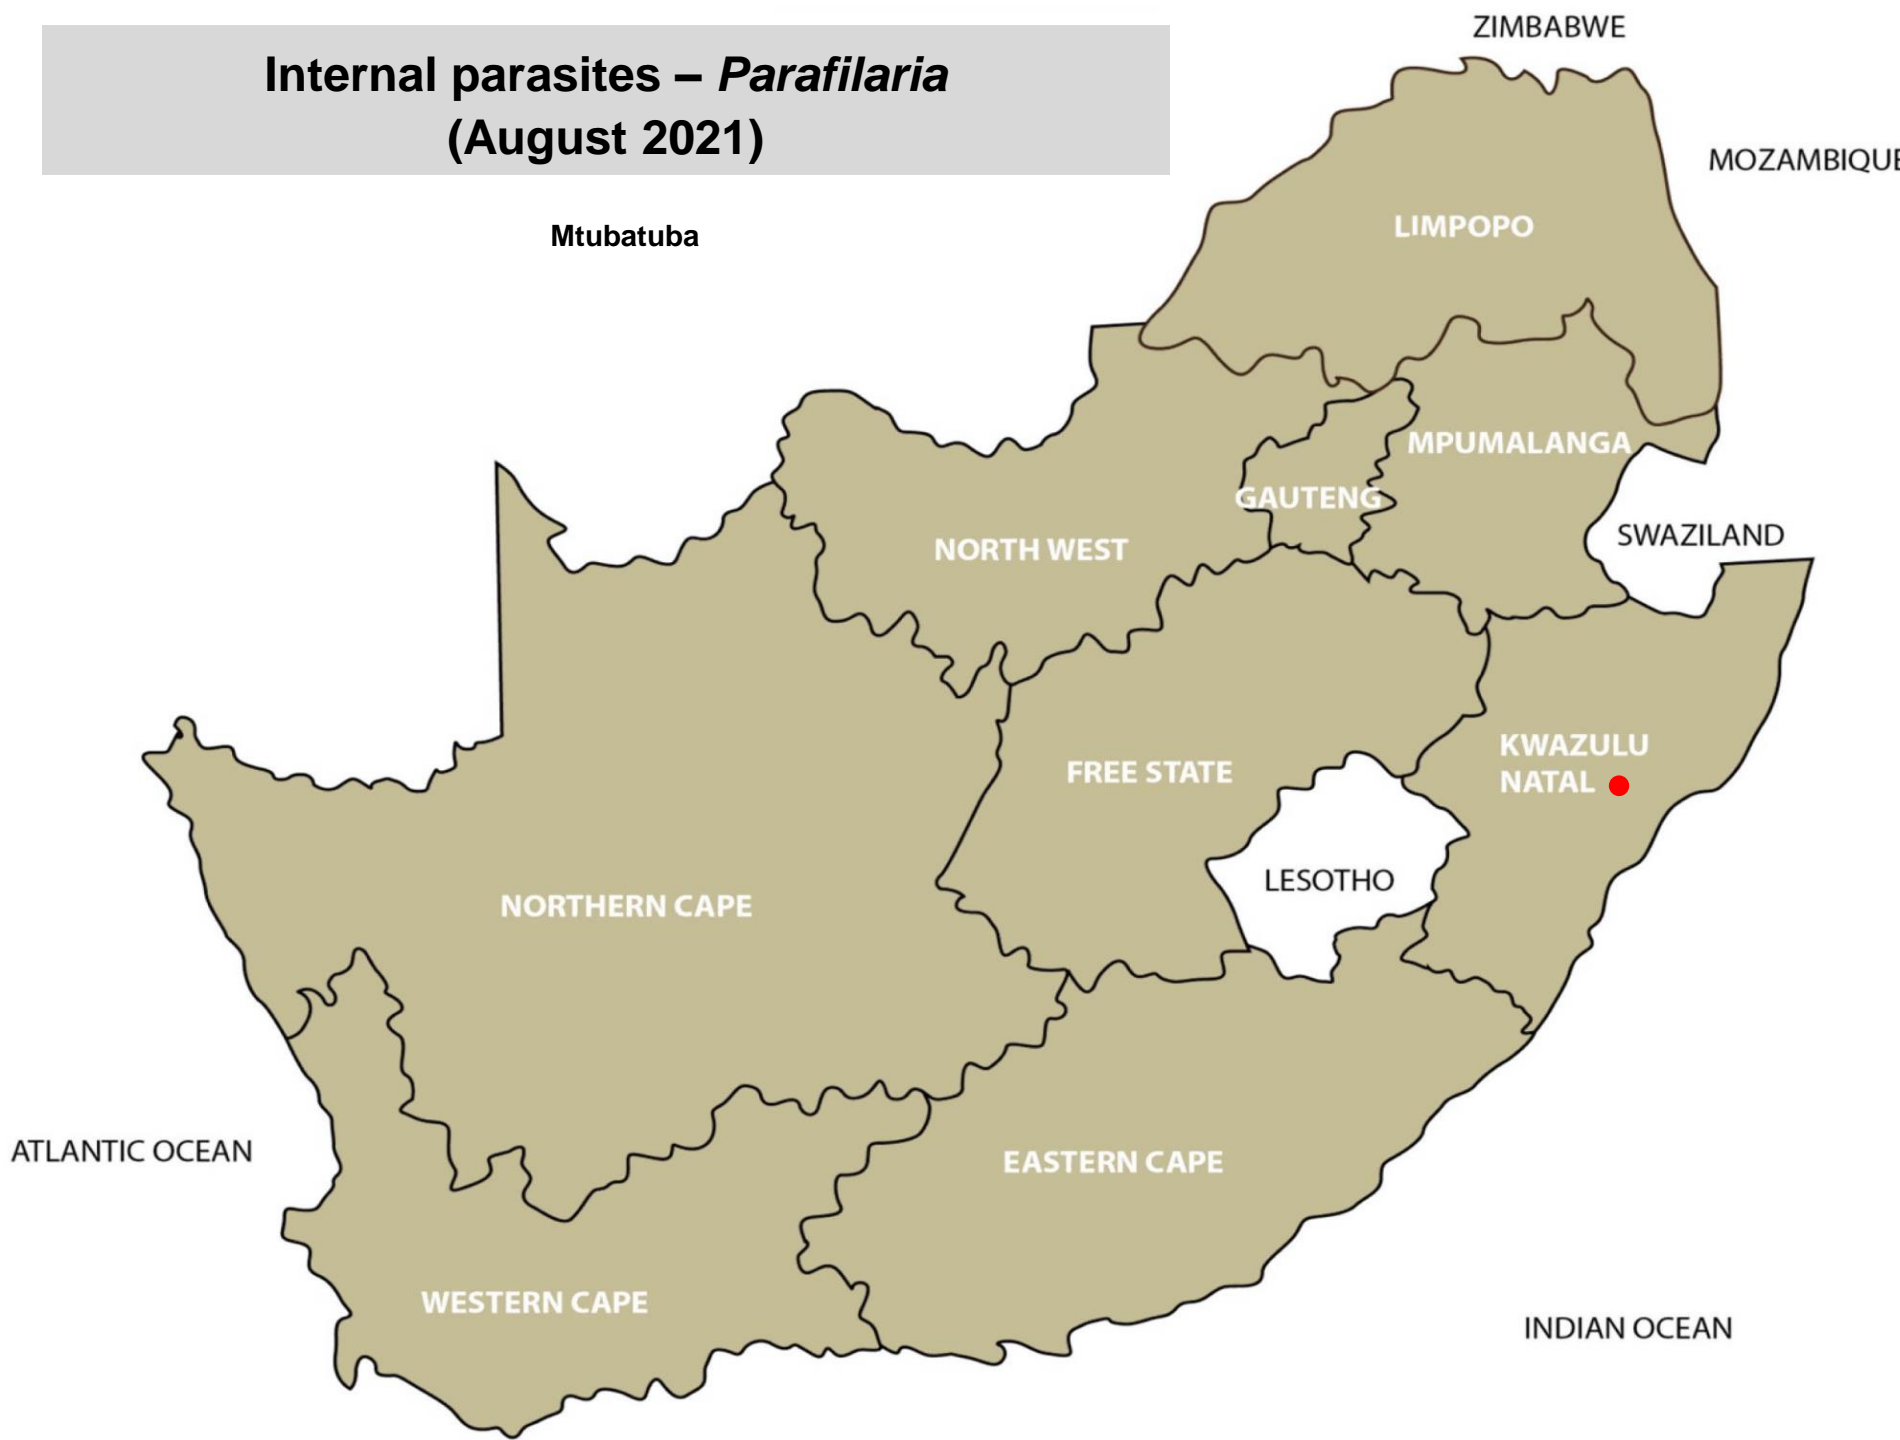 Internal parasites – Parafilaria
(August 2021)
Mtubatuba
ZIMBABWE
MOZAMBIQUE
LIMPOPO
MPUMALANGA
GAUTENG
NORTH WEST
SWAZILAND
KWAZULU
NATAL
FREE STATE
LESOTHO
NORTHERN CAPE
ATLANTIC OCEAN
EASTERN CAPE
WESTERN CAPE
INDIAN OCEAN